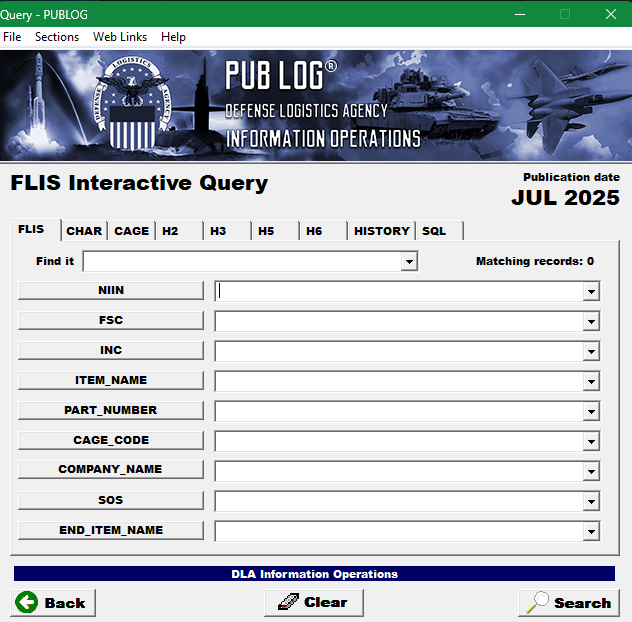 Query - PUBLOG
File Sections Web Links Help
DEFENSE LOGISTICS AGENCY
PUB LOG®
DEFENSE LOGISTICS AGENCY
INFORMATION OPERATIONS
FLIS Interactive Query
Publication date
JUL 2025
FLIS CHAR CAGE H2 H3 H5 H6 HISTORY SQL
Find it
Matching records: 0
NIIN
FSC
INC
ITEM_NAME
PART_NUMBER
CAGE_CODE
COMPANY_NAME
SOS
END_ITEM_NAME
DLA Information Operations
Back Clear Search